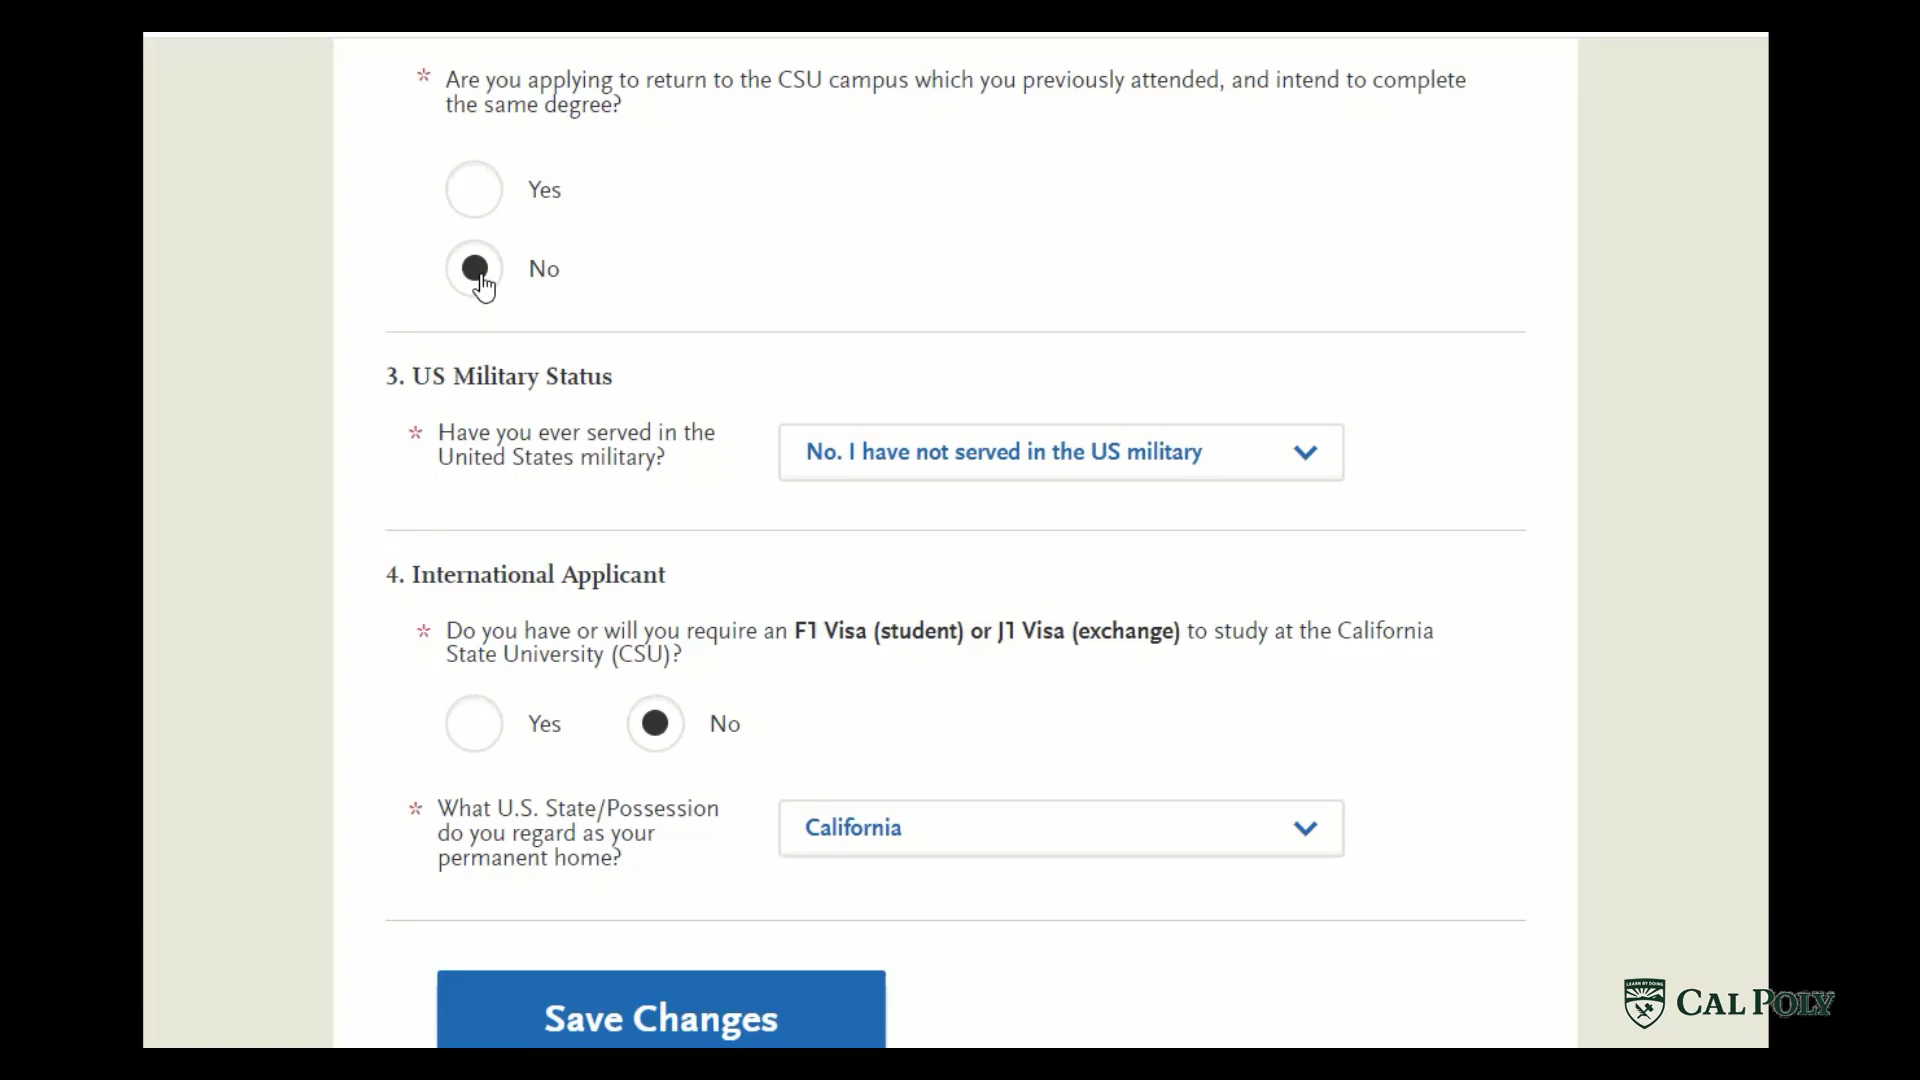 * Are you applying to return to the CSU campus which you previously attended, and intend to complete
the same degree?
Yes
No
3. US Military Status
* Have you ever served in the
United States military?
No. I have not served in the US military
4. International Applicant
* Do you have or will you require an F1 Visa (student) or J1 Visa (exchange) to study at the California
State University (CSU)?
Yes No
* What U.S. State/Possession
do you regard as your
permanent home?
California
Save Changes
LEARN BY DOING
CAL POLY